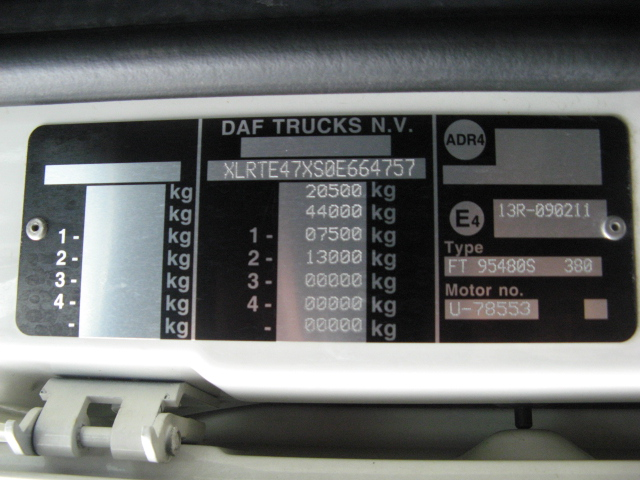 DAF TRUCKS N.V.
XLRTE47XS0E664757
kg 20500 kg
kg 44000 kg
1- kg 1- 07500 kg
2- kg 2- 13000 kg
3- kg 3- 00000 kg
4- kg 4- 00000 kg
- kg - 00000 kg
ADR4
E4 13R-090211
Type
FT 95480S 380
Motor no.
U-78553